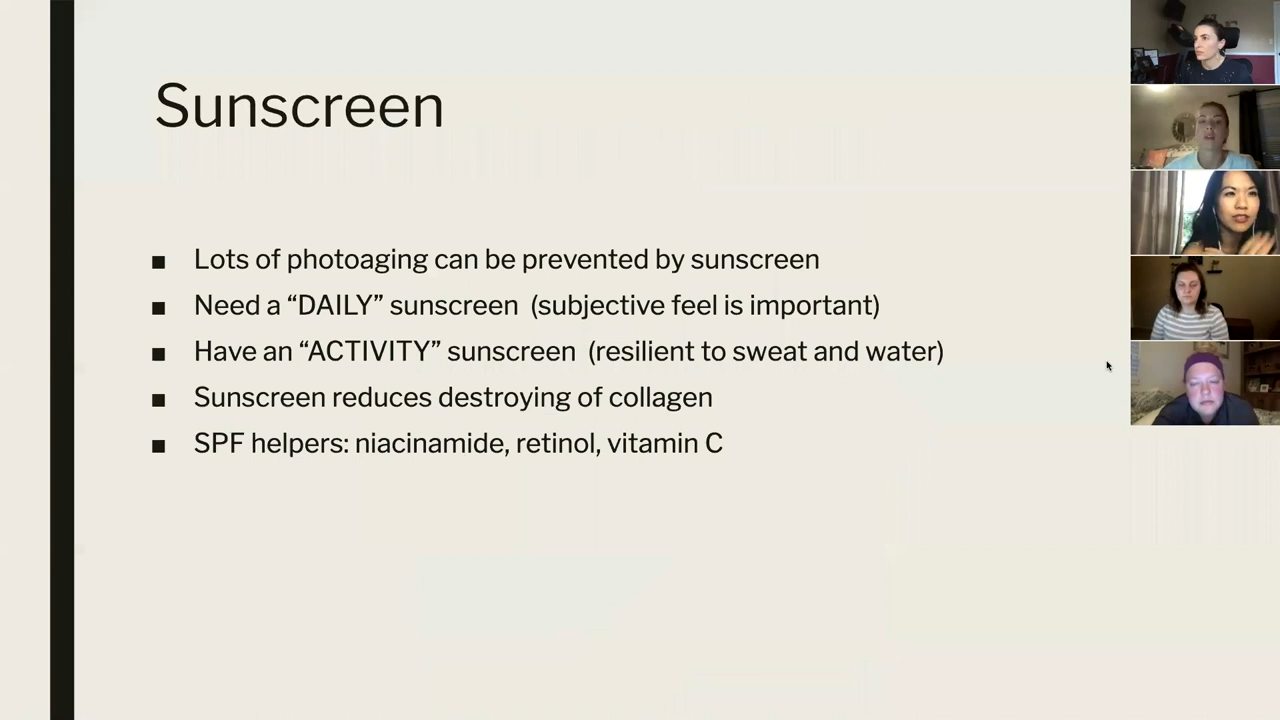 Sunscreen
■ Lots of photoaging can be prevented by sunscreen
■ Need a “DAILY” sunscreen (subjective feel is important)
■ Have an “ACTIVITY” sunscreen (resilient to sweat and water)
■ Sunscreen reduces destroying of collagen
■ SPF helpers: niacinamide, retinol, vitamin C